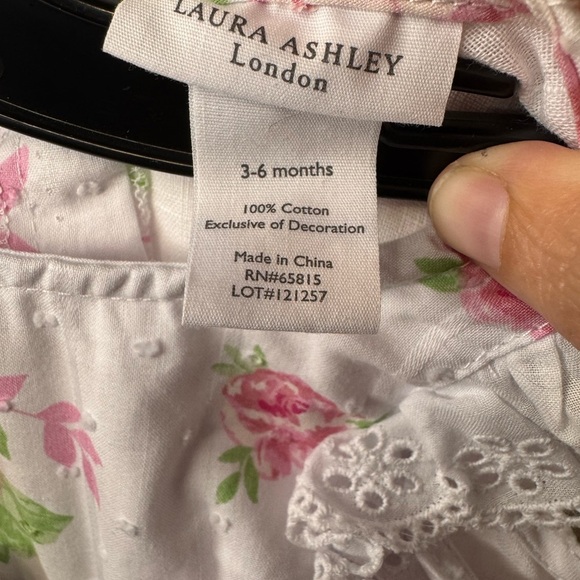 LAURA ASHLEY
London
3-6 months
100% Cotton
Exclusive of Decoration
Made in China
RN#65815
LOT#121257